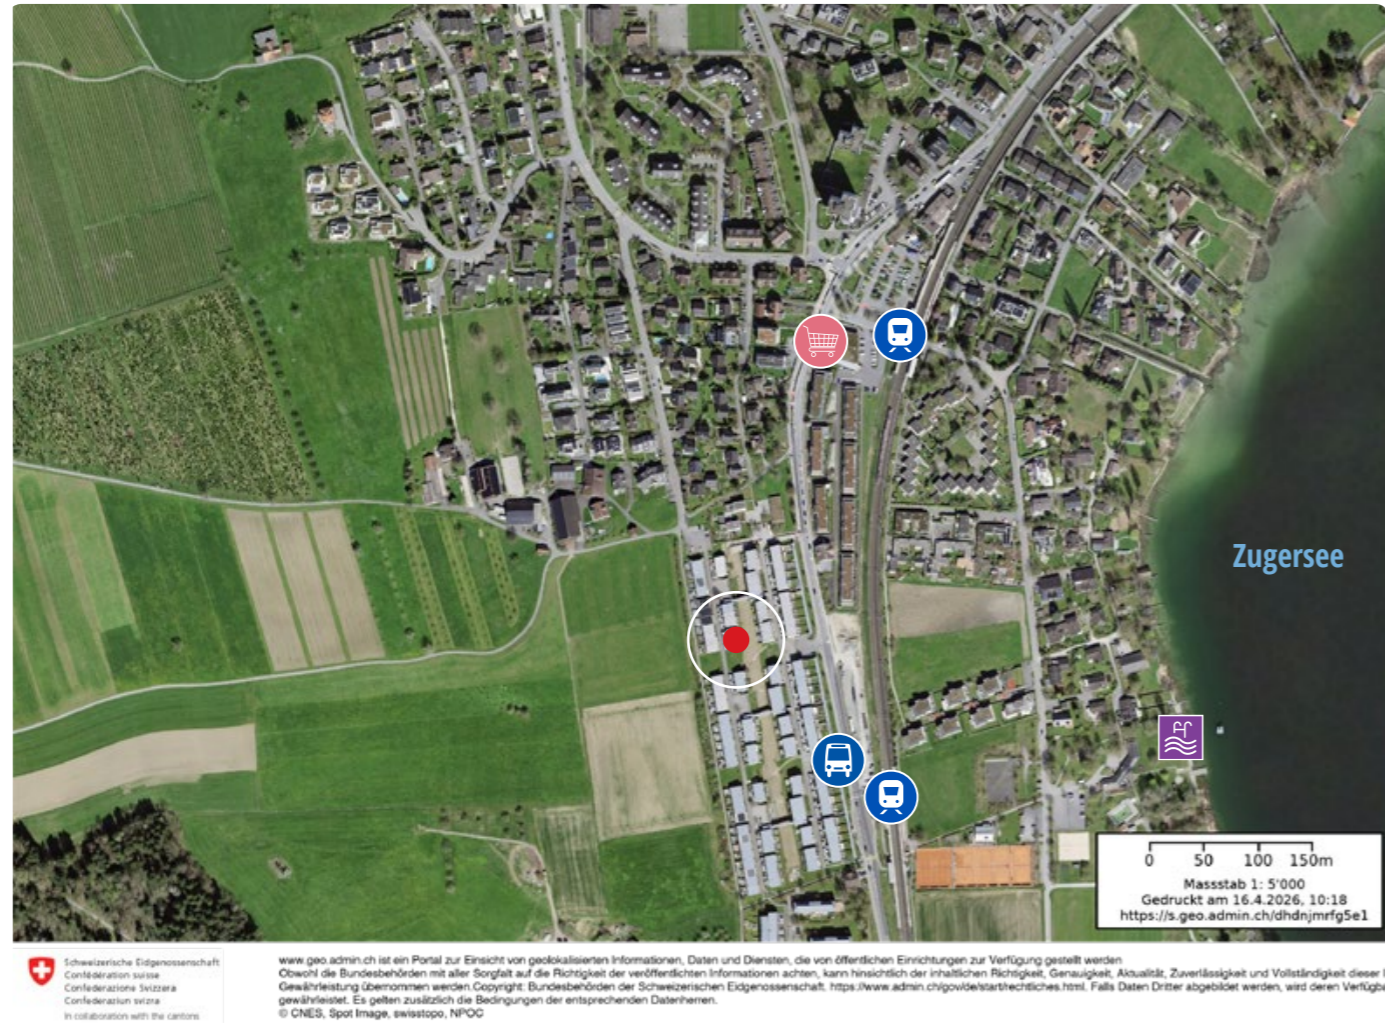 Zugersee
0 50 100 150m
Massstab 1: 5'000
Gedruckt am 16.4.2026, 10:18
https://s.geo.admin.ch/dhdnjmrfg5e1
Schweizerische Eidgenossenschaft
Confédération suisse
Confederazione Svizzera
Confederaziun svizra
In collaboration with the cantons
www.geo.admin.ch ist ein Portal zur Einsicht von geolokalisierten Informationen, Daten und Diensten, die von öffentlichen Einrichtungen zur Verfügung gestellt werden
Obwohl die Bundesbehörden mit aller Sorgfalt auf die Richtigkeit der veröffentlichten Informationen achten, kann hinsichtlich der inhaltlichen Richtigkeit, Genauigkeit, Aktualität, Zuverlässigkeit und Vollständigkeit dieser
Gewährleistung übernommen werden.Copyright: Bundesbehörden der Schweizerischen Eidgenossenschaft. https://www.admin.ch/gov/de/start/rechtliches.html. Falls Daten Dritter abgebildet werden, wird deren Verfügba
gewährleistet. Es gelten zusätzlich die Bedingungen der entsprechenden Datenherren.
© CNES, Spot Image, swisstopo, NPOC